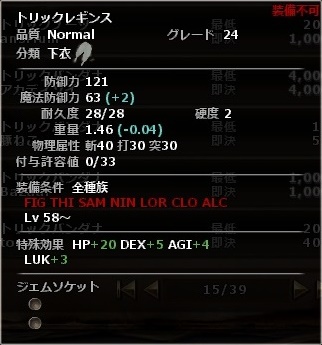 装備不可
トリックレギンス
品質 Normal グレード 24
分類 下衣
防御力 121
魔法防御力 63 (+2)
耐久度 28/28 硬度 2
重量 1.46 (-0.04)
物理属性 斬40 打30 突30
付与許容値 0/33
装備条件 全種族
FIG THI SAM NIN LOR CLO ALC
Lv 58～
特殊効果 HP+20 DEX+5 AGI+4
LUK+3
ジェムソケット
15/39